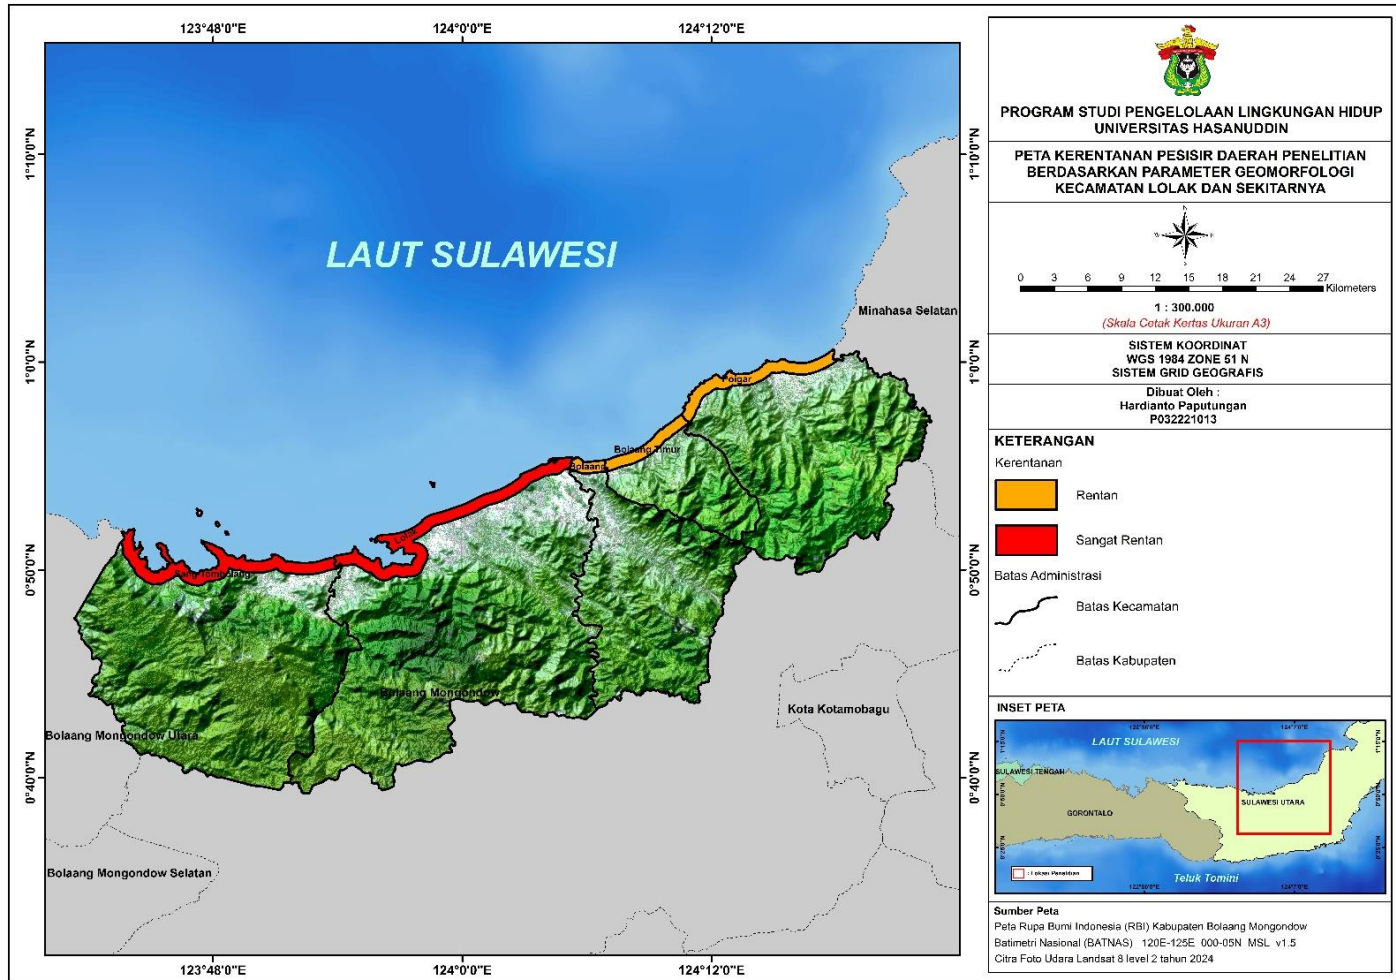 123°48'0"E
124°0'0"E
124°12'0"E
1°10'0"N
1°10'0"N
1°0'0"N
1°0'0"N
0°50'0"N
0°50'0"N
0°40'0"N
0°40'0"N
123°48'0"E
124°0'0"E
124°12'0"E
LAUT SULAWESI
Minahasa Selatan
Poigar
Bolaang Timur
Bolaang
Lolak
Sang Tombolang
Bolaang Mongondow
Bolaang Mongondow Utara
Kota Kotamobagu
Bolaang Mongondow Selatan
PROGRAM STUDI PENGELOLAAN LINGKUNGAN HIDUP
UNIVERSITAS HASANUDDIN
PETA KERENTANAN PESISIR DAERAH PENELITIAN
BERDASARKAN PARAMETER GEOMORFOLOGI
KECAMATAN LOLAK DAN SEKITARNYA
0 3 6 9 12 15 18 21 24 27
Kilometers
1 : 300.000
(Skala Cetak Kertas Ukuran A3)
SISTEM KOORDINAT
WGS 1984 ZONE 51 N
SISTEM GRID GEOGRAFIS
Dibuat Oleh :
Hardianto Paputungan
P032221013
KETERANGAN
Kerentanan
Rentan
Sangat Rentan
Batas Administrasi
Batas Kecamatan
Batas Kabupaten
INSET PETA
LAUT SULAWESI
SULAWESI TENGAH
GORONTALO
SULAWESI UTARA
Teluk Tomini
: Lokasi Penelitian
Sumber Peta
Peta Rupa Bumi Indonesia (RBI) Kabupaten Bolaang Mongondow
Batimetri Nasional (BATNAS) 120E-125E 000-05N MSL v1.5
Citra Foto Udara Landsat 8 level 2 tahun 2024